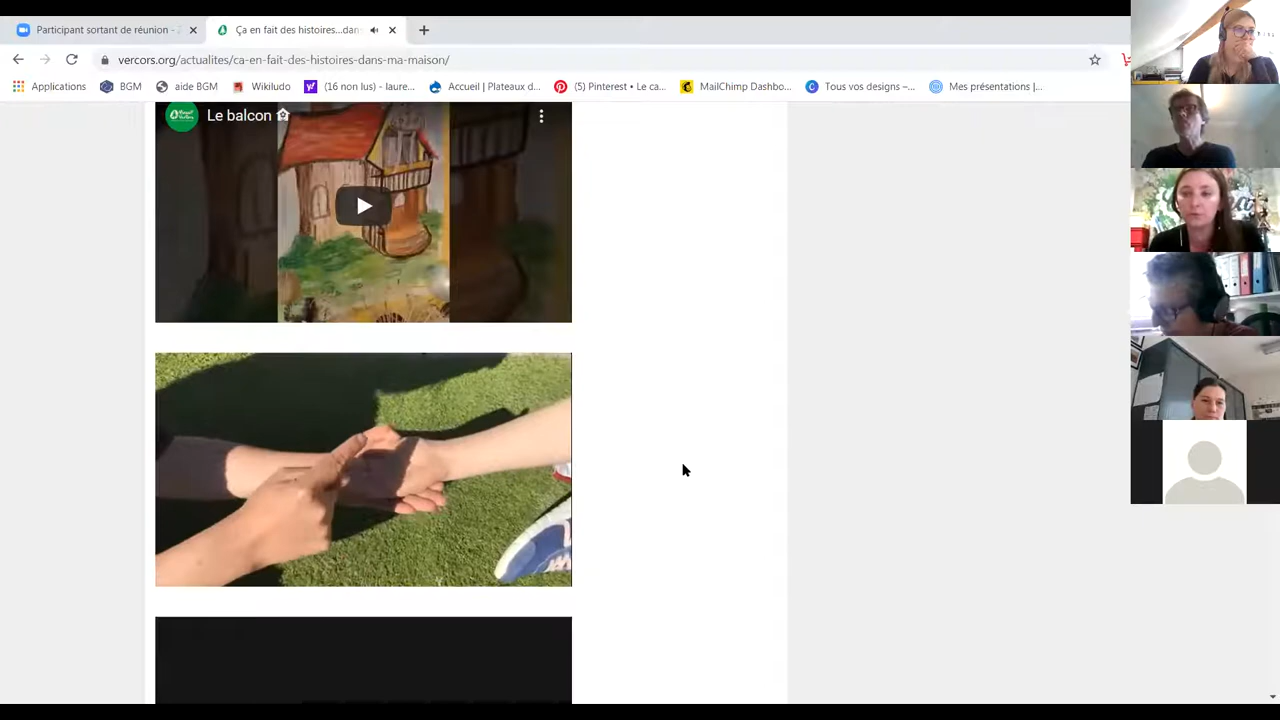 Participant sortant de réunion -
Ça en fait des histoires...dan
vercors.org/actualites/ca-en-fait-des-histoires-dans-ma-maison/
Applications
BGM
aide BGM
Wikiludo
(16 non lus) - laure...
Adobe | Plateaux d...
(5) Pinterest • Le ca...
MailChimp Dashbo...
Tous vos designs –...
Mes présentations |...
Le balcon